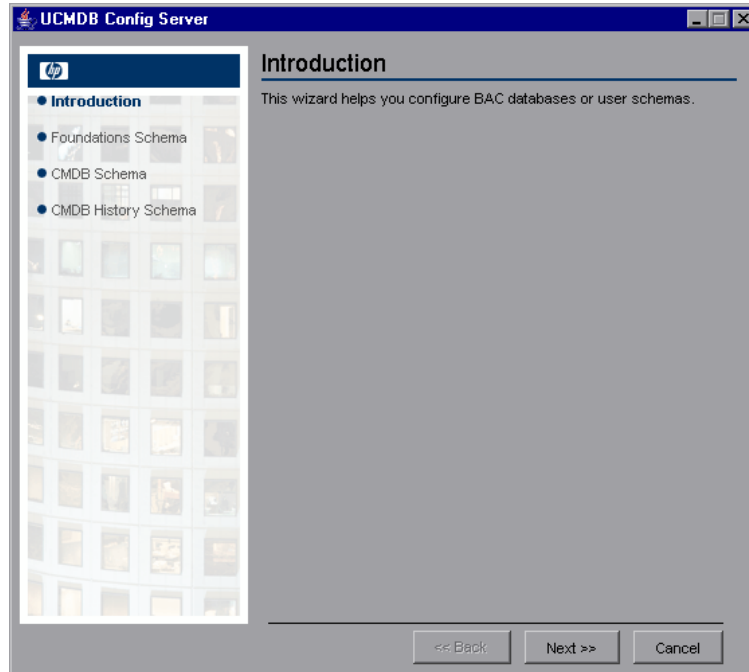 UCMDB Config Server
hp
Introduction
Foundations Schema
CMDB Schema
CMDB History Schema
Introduction
This wizard helps you configure BAC databases or user schemas.
<< Back
Next >>
Cancel